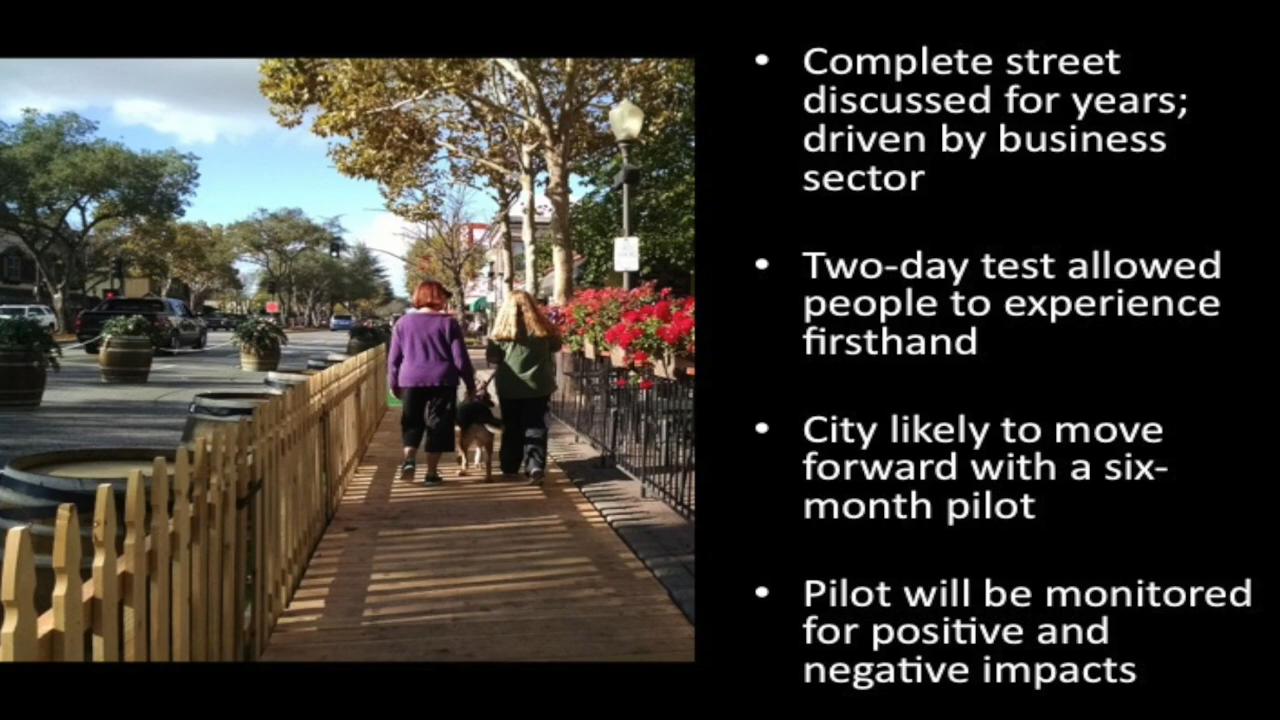 • Complete street
discussed for years;
driven by business
sector
• Two-day test allowed
people to experience
firsthand
• City likely to move
forward with a six-
month pilot
• Pilot will be monitored
for positive and
negative impacts